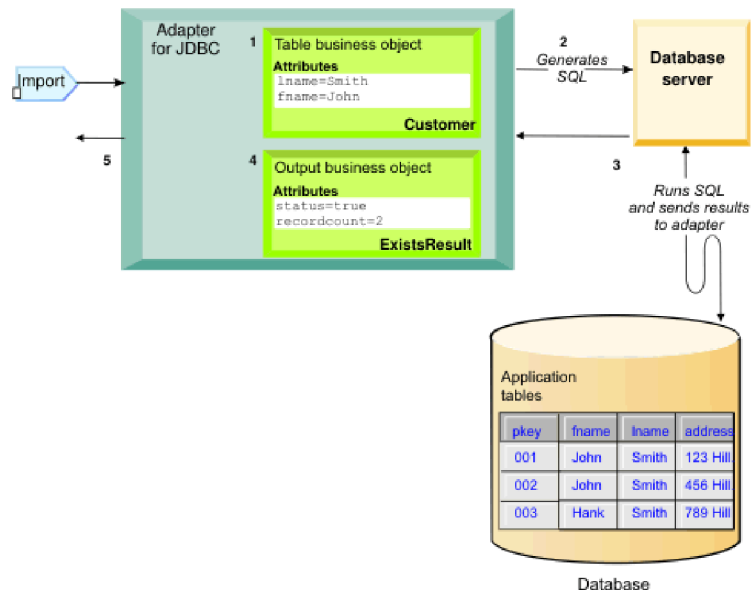 Import
Adapter
for JDBC
1
Table business object
Attributes
lname=Smith
fname=John
Customer
2
Generates
SQL
Database
server
3
4
Output business object
Attributes
status=true
recordcount=2
ExistsResult
5
Runs SQL
and sends results
to adapter
Application
tables
pkey fname lname address
001 John Smith 123 Hill
002 John Smith 456 Hill
003 Hank Smith 789 Hill
Database